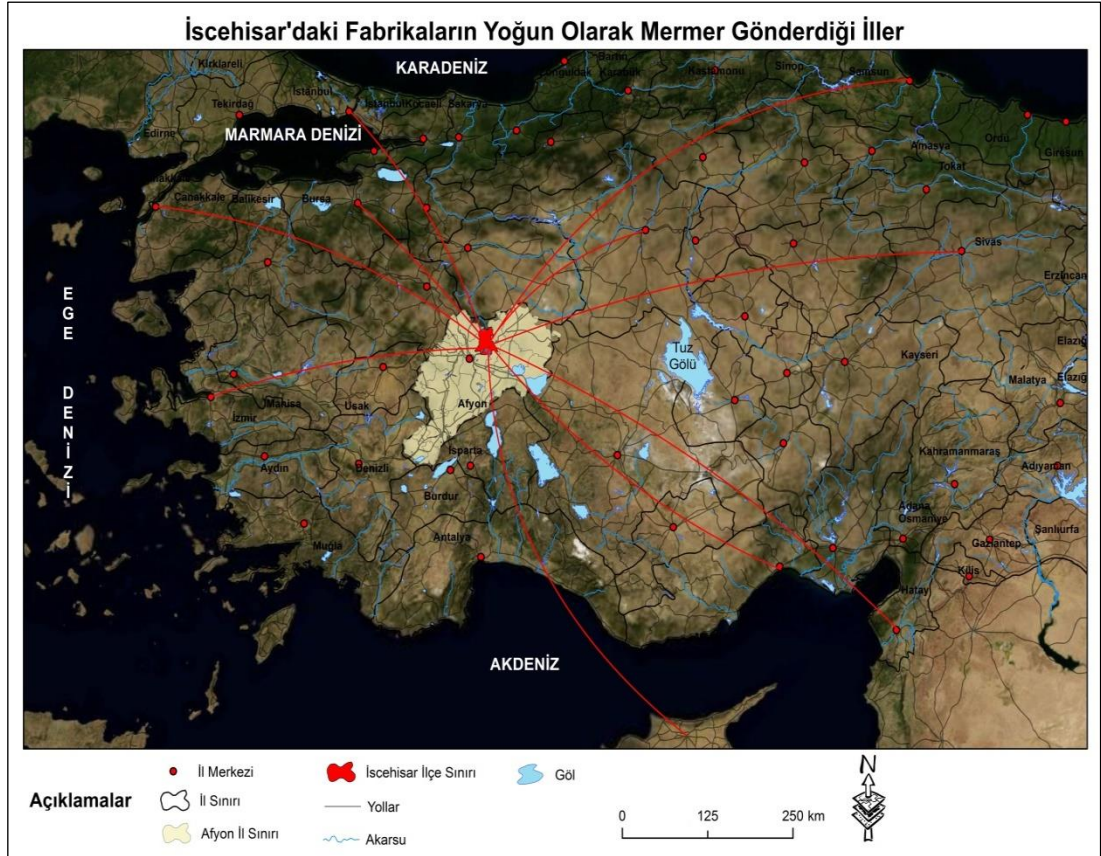 İscehisar'daki Fabrikaların Yoğun Olarak Mermer Gönderdiği İller
KARADENİZ
Kırklareli
İstanbul
Tekirdağ
İstanbul
Kocaeli
Sakarya
Zonguldak
Bartın
Karabük
Kastamonu
Sinop
Samsun
Edirne
MARMARA DENİZİ
Amasya
Ordu
Giresun
Tokat
Çanakkale
Balıkesir
Bursa
Sivas
Erzincan
EGE DENİZİ
Tuz
Gölü
Kayseri
Elazığ
Malatya
Elazığ
Afyon
İzmir
Manisa
Uşak
Aydın
Denizli
Isparta
Burdur
Kahramanmaraş
Adıyaman
Adana
Osmaniye
Şanlıurfa
Gaziantep
Muğla
Antalya
Kilis
Hatay
AKDENİZ
Açıklamalar
İl Merkezi
İl Sınırı
Afyon İl Sınırı
İscehisar İlçe Sınırı
Yollar
Akarsu
Göl
0 125 250 km
N